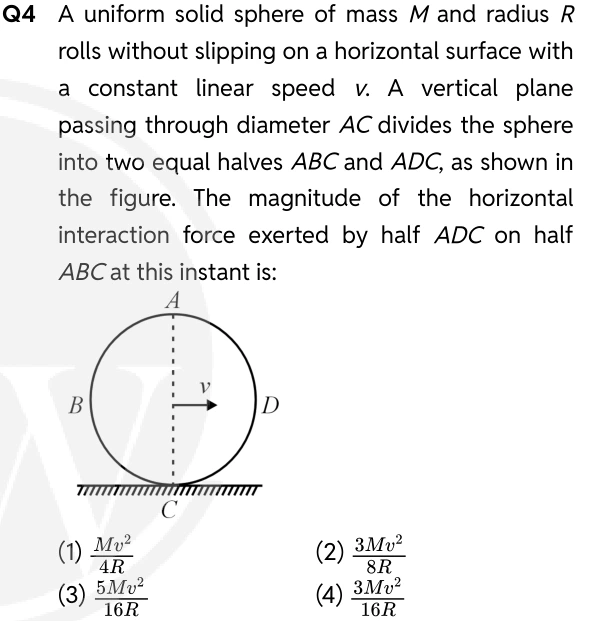 Q4 A uniform solid sphere of mass M and radius R
rolls without slipping on a horizontal surface with
a constant linear speed v. A vertical plane
passing through diameter AC divides the sphere
into two equal halves ABC and ADC, as shown in
the figure. The magnitude of the horizontal
interaction force exerted by half ADC on half
ABC at this instant is:
A
v
B D
C
(1) Mv²/4R (2) 3Mv²/8R
(3) 5Mv²/16R (4) 3Mv²/16R